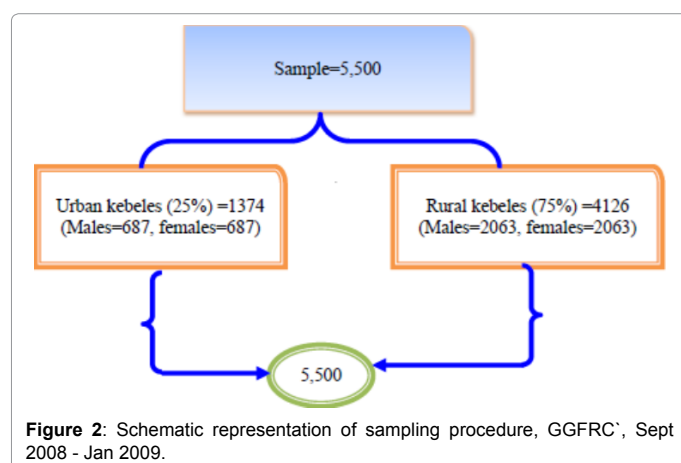 Sample=5,500
Urban kebeles (25%) =1374
(Males=687, females=687)
Rural kebeles (75%) =4126
(Males=2063, females=2063)
5,500
Figure 2: Schematic representation of sampling procedure, GGFRC`, Sept
2008 - Jan 2009.